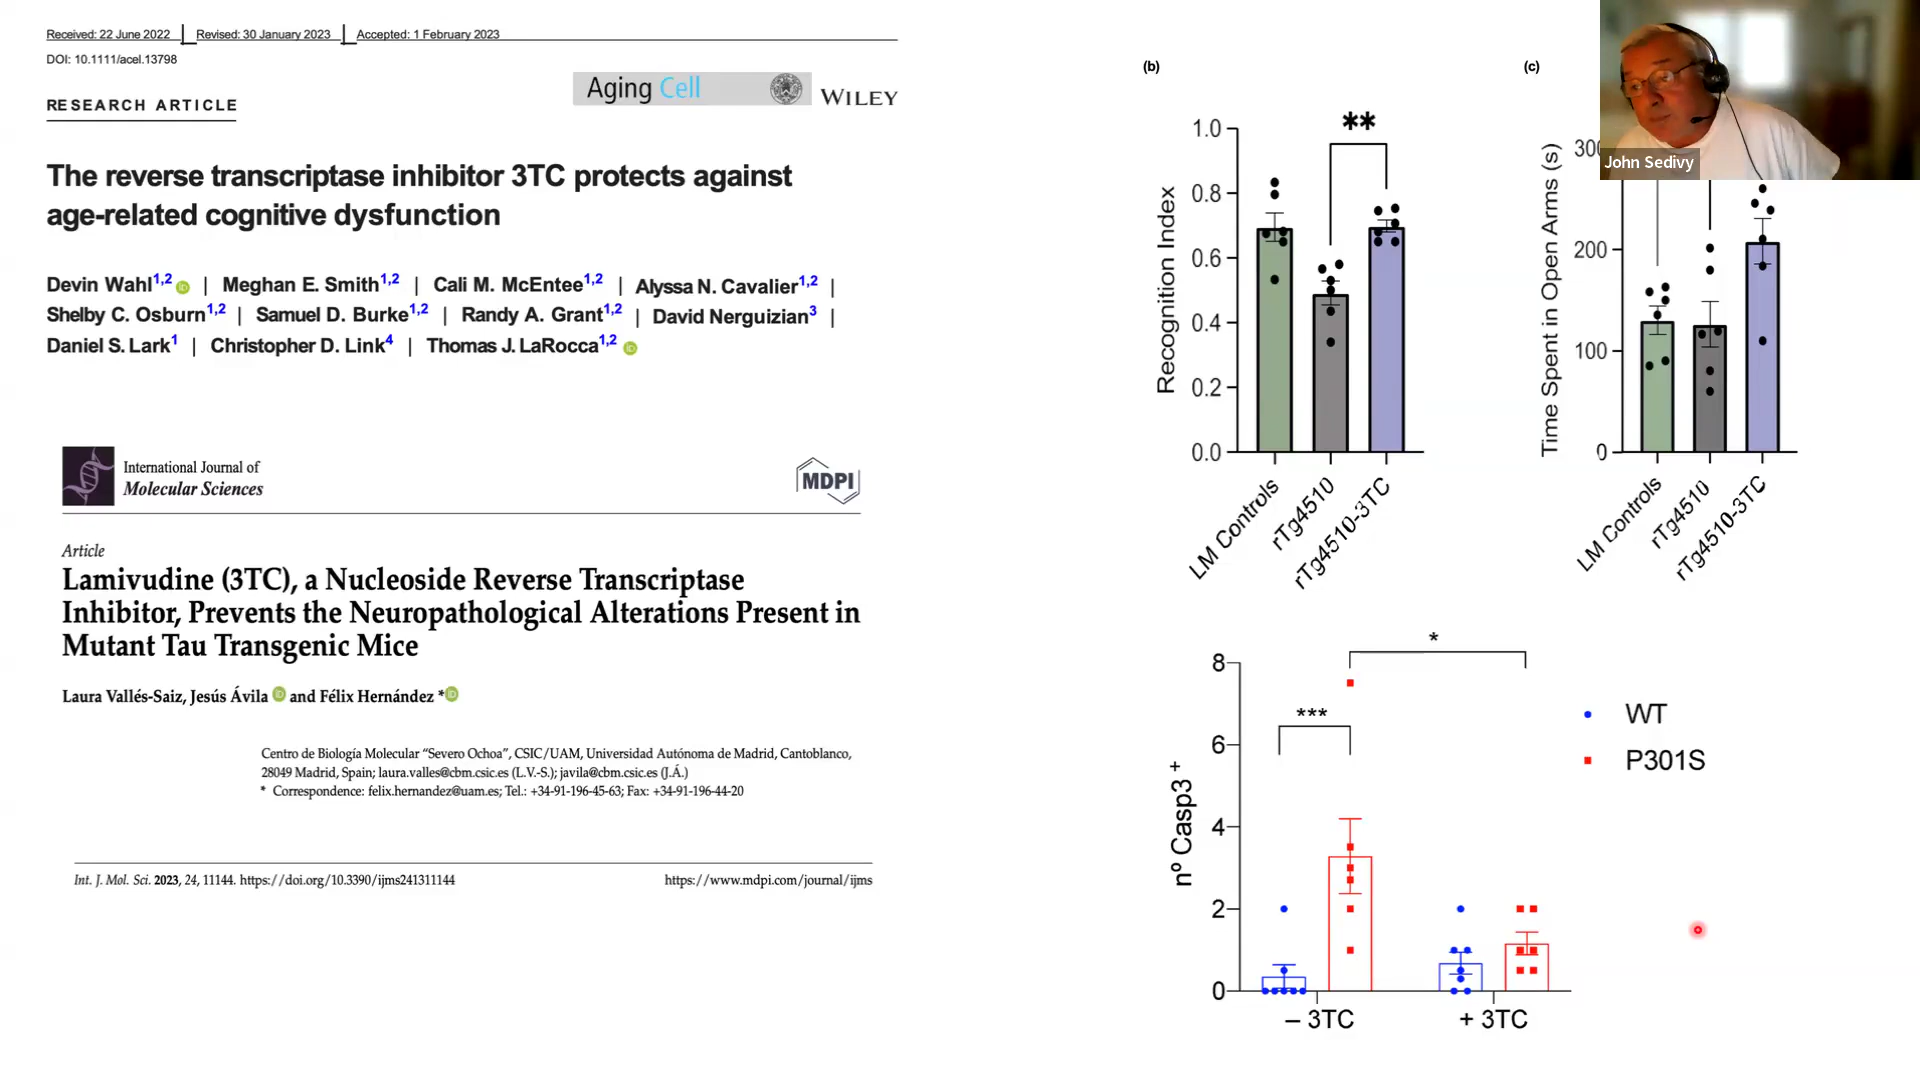 Received: 22 June 2022 | Revised: 30 January 2023 | Accepted: 1 February 2023
DOI: 10.1111/acel.13798
RESEARCH ARTICLE
Aging Cell WILEY
The reverse transcriptase inhibitor 3TC protects against
age-related cognitive dysfunction
Devin Wahl1,2 | Meghan E. Smith1,2 | Cali M. McEntee1,2 | Alyssa N. Cavalier1,2 |
Shelby C. Osburn1,2 | Samuel D. Burke1,2 | Randy A. Grant1,2 | David Nerguizian3 |
Daniel S. Lark1 | Christopher D. Link4 | Thomas J. LaRocca1,2
International Journal of
Molecular Sciences
MDPI
Article
Lamivudine (3TC), a Nucleoside Reverse Transcriptase
Inhibitor, Prevents the Neuropathological Alterations Present in
Mutant Tau Transgenic Mice
Laura Vallés-Saiz, Jesús Ávila and Félix Hernández *
Centro de Biología Molecular “Severo Ochoa”, CSIC/UAM, Universidad Autónoma de Madrid, Cantoblanco,
28049 Madrid, Spain; laura.valles@cbm.csic.es (L.V.-S.); javila@cbm.csic.es (J.Á.)
* Correspondence: felix.hernandez@uam.es; Tel.: +34-91-196-45-63; Fax: +34-91-196-44-20
Int. J. Mol. Sci. 2023, 24, 11144. https://doi.org/10.3390/ijms241311144
https://www.mdpi.com/journal/ijms
(b)
**
Recognition Index
1.0
0.8
0.6
0.4
0.2
0.0
LM Controls
rTg4510
rTg4510-3TC
(c)
John Sedivy
Time Spent in Open Arms (s)
300
200
100
0
LM Controls
rTg4510
rTg4510-3TC
*
***
nº Casp3 +
8
6
4
2
0
– 3TC
+ 3TC
WT
P301S